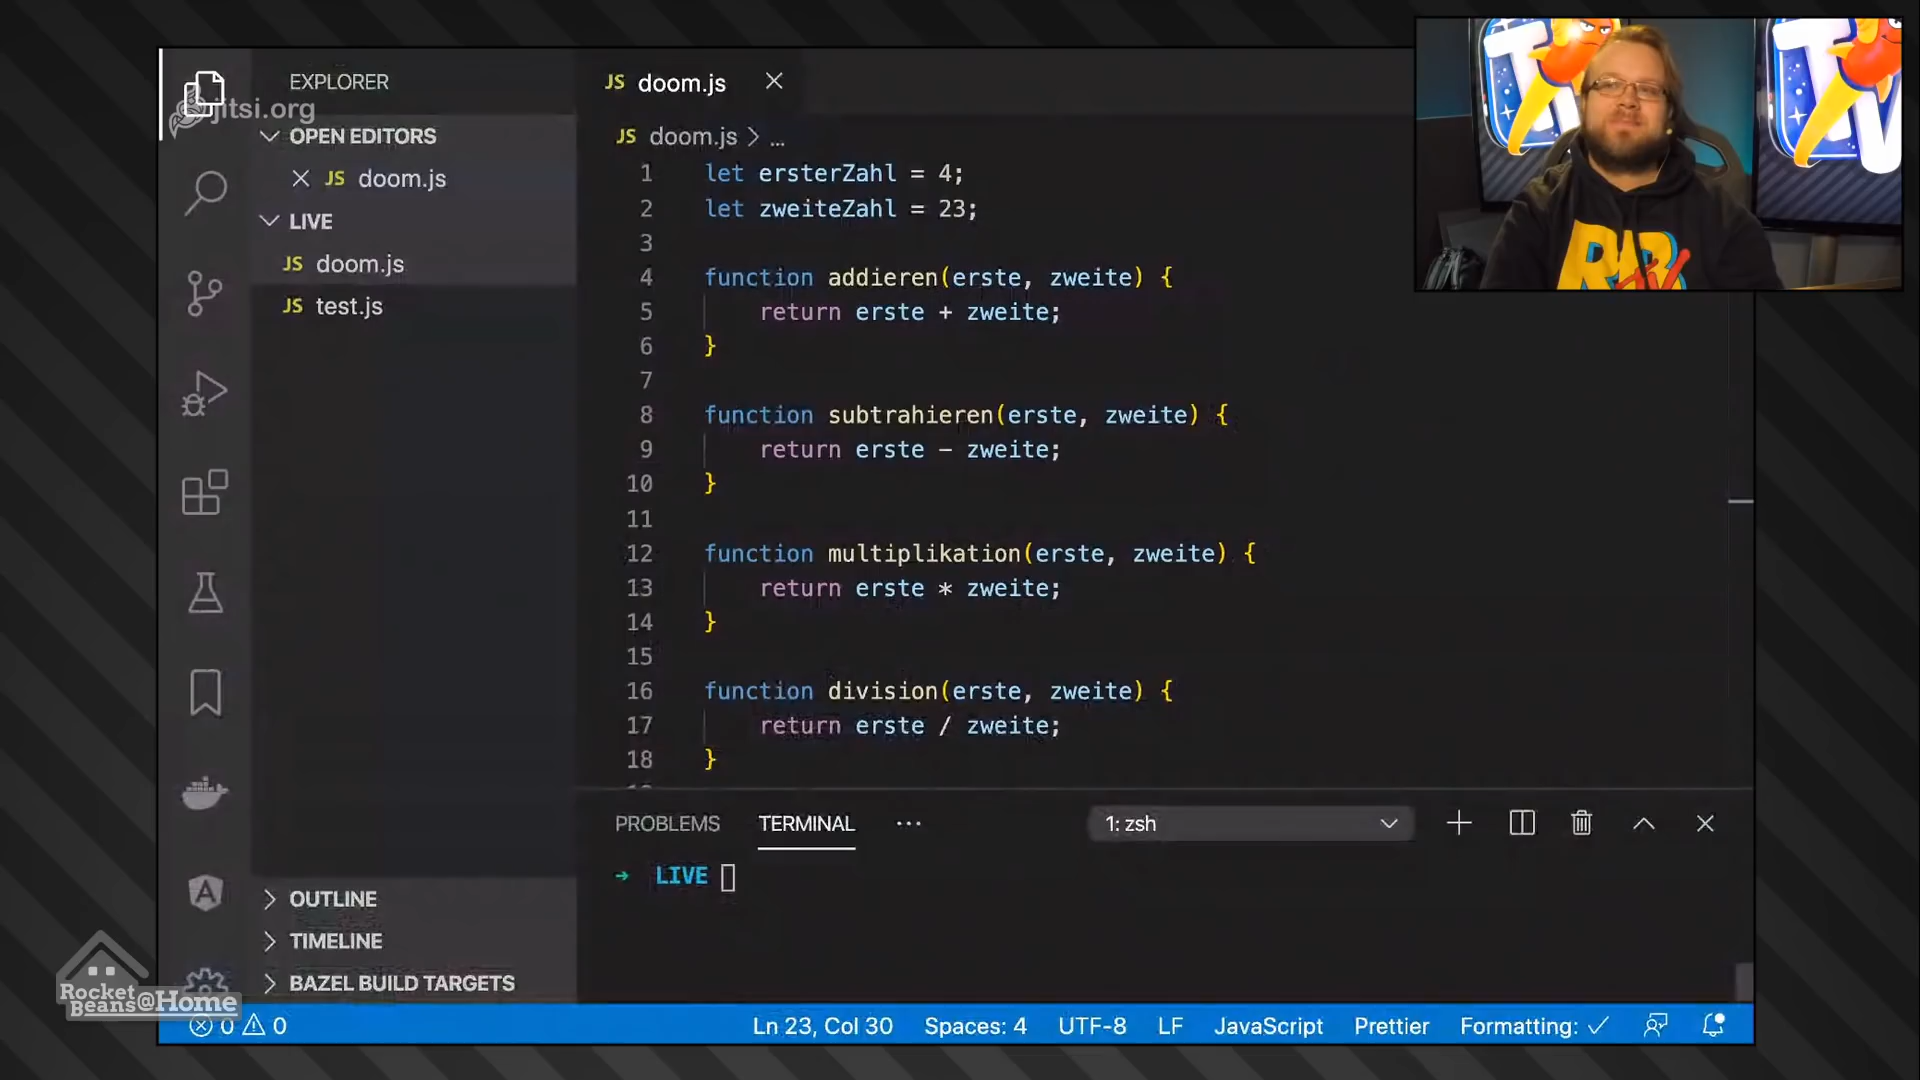 jitsi.org
EXPLORER
OPEN EDITORS
JS doom.js
LIVE
JS doom.js
JS test.js
OUTLINE
TIMELINE
BAZEL BUILD TARGETS
JS doom.js
JS doom.js > ...
1 let ersterZahl = 4;
2 let zweiteZahl = 23;
3
4 function addieren(erste, zweite) {
5 return erste + zweite;
6 }
7
8 function subtrahieren(erste, zweite) {
9 return erste - zweite;
10 }
11
12 function multiplikation(erste, zweite) {
13 return erste * zweite;
14 }
15
16 function division(erste, zweite) {
17 return erste / zweite;
18 }
PROBLEMS TERMINAL ...
1: zsh
→ LIVE
0 0
Ln 23, Col 30 Spaces: 4 UTF-8 LF JavaScript Prettier Formatting: ✓
Rocket
Beans@Home
TV